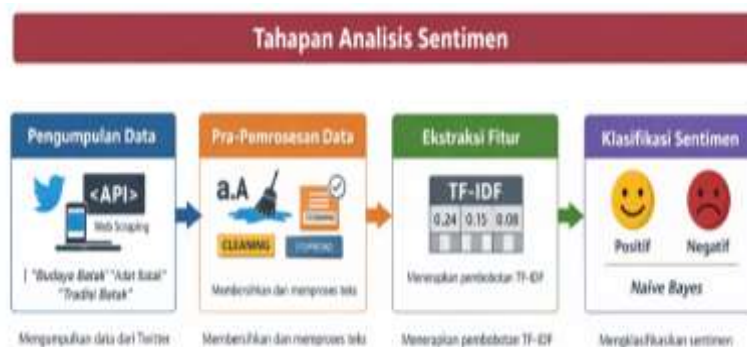 Tahapan Analisis Sentimen
Pengumpulan Data
<API>
Web Scraping
"Budaya Batak" "Adat Batak"
"Tradisi Batak"
Mengumpulkan data dari Twitter
Pra-Pemrosesan Data
a.A
CLEANING
Membersihkan dan memproses teks
Membersihkan dan memproses teks
Ekstraksi Fitur
TF-IDF
0.24 0.15 0.08
Menerapkan pembobotan TF-IDF
Menerapkan pembobotan TF-IDF
Klasifikasi Sentimen
Positif Negatif
Naive Bayes
Mengklasifikasikan sentimen